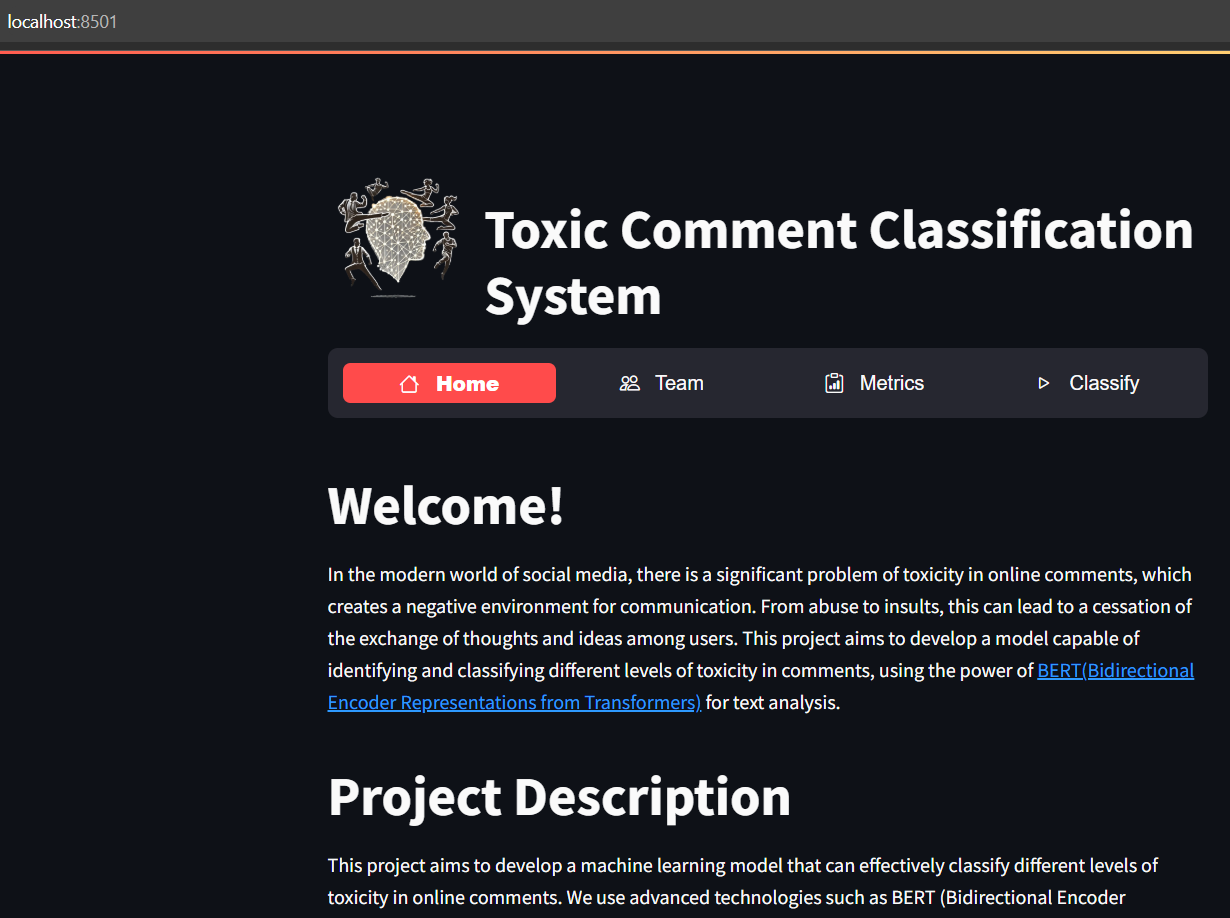 localhost:8501
Toxic Comment Classification
System
Home Team Metrics Classify
Welcome!
In the modern world of social media, there is a significant problem of toxicity in online comments, which
creates a negative environment for communication. From abuse to insults, this can lead to a cessation of
the exchange of thoughts and ideas among users. This project aims to develop a model capable of
identifying and classifying different levels of toxicity in comments, using the power of BERT(Bidirectional
Encoder Representations from Transformers) for text analysis.
Project Description
This project aims to develop a machine learning model that can effectively classify different levels of
toxicity in online comments. We use advanced technologies such as BERT (Bidirectional Encoder